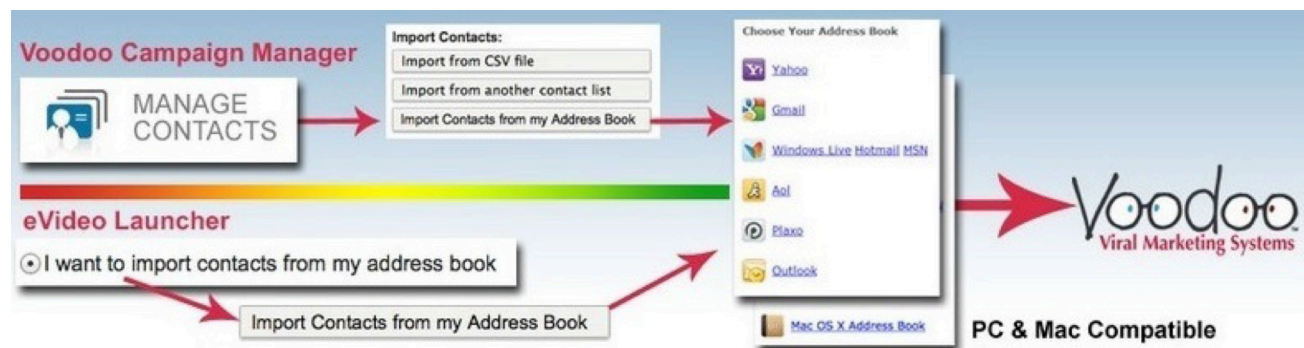 Voodoo Campaign Manager
MANAGE
CONTACTS
Import Contacts:
Import from CSV file
Import from another contact list
Import Contacts from my Address Book
eVideo Launcher
I want to import contacts from my address book
Import Contacts from my Address Book
Choose Your Address Book
Yahoo
Gmail
Windows Live Hotmail MSN
Aol
Plaxo
Outlook
Mac OS X Address Book
Voodoo
Viral Marketing Systems
PC & Mac Compatible